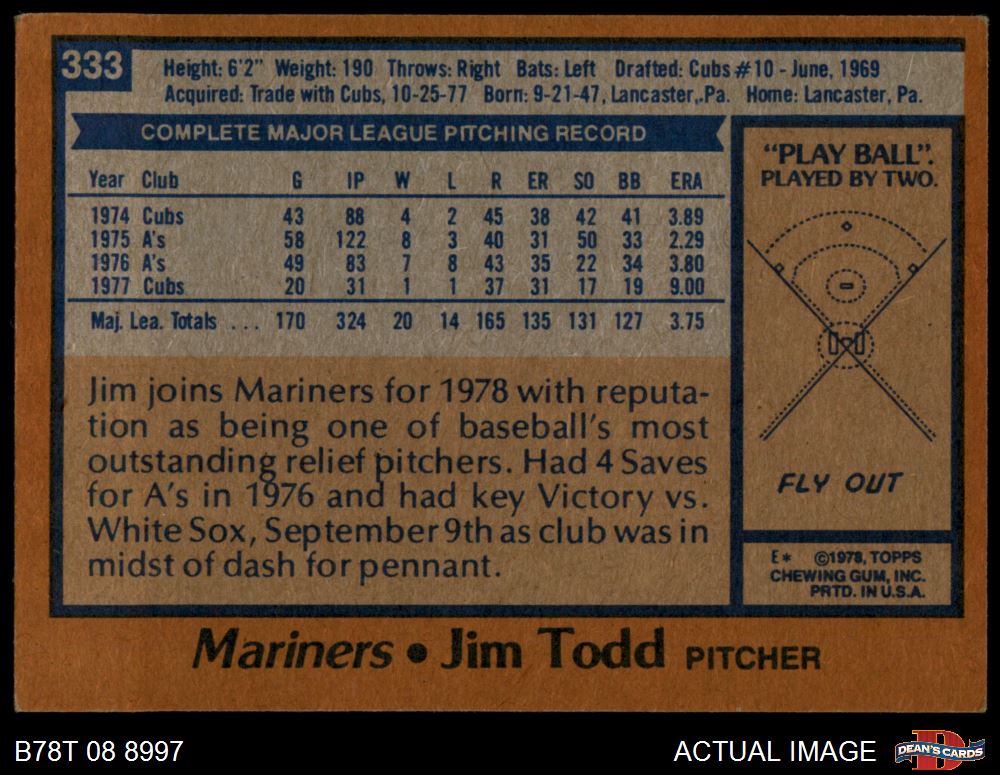 333
Height: 6'2" Weight: 190 Throws: Right Bats: Left Drafted: Cubs #10 - June, 1969
Acquired: Trade with Cubs, 10-25-77 Born: 9-21-47, Lancaster, Pa. Home: Lancaster, Pa.
COMPLETE MAJOR LEAGUE PITCHING RECORD
Year Club G IP W L R ER SO BB ERA
1974 Cubs 43 88 4 2 45 38 42 41 3.89
1975 A's 58 122 8 3 40 31 50 33 2.29
1976 A's 49 83 7 8 43 35 22 34 3.80
1977 Cubs 20 31 1 1 37 31 17 19 9.00
Maj. Lea. Totals ... 170 324 20 14 165 135 131 127 3.75
Jim joins Mariners for 1978 with reputa-
tion as being one of baseball's most
outstanding relief pitchers. Had 4 Saves
for A's in 1976 and had key Victory vs.
White Sox, September 9th as club was in
midst of dash for pennant.
"PLAY BALL".
PLAYED BY TWO.
FLY OUT
E* ©1978, TOPPS
CHEWING GUM, INC.
PRTD. IN U.S.A.
Mariners • Jim Todd PITCHER
B78T 08 8997
ACTUAL IMAGE
DEAN'S CARDS